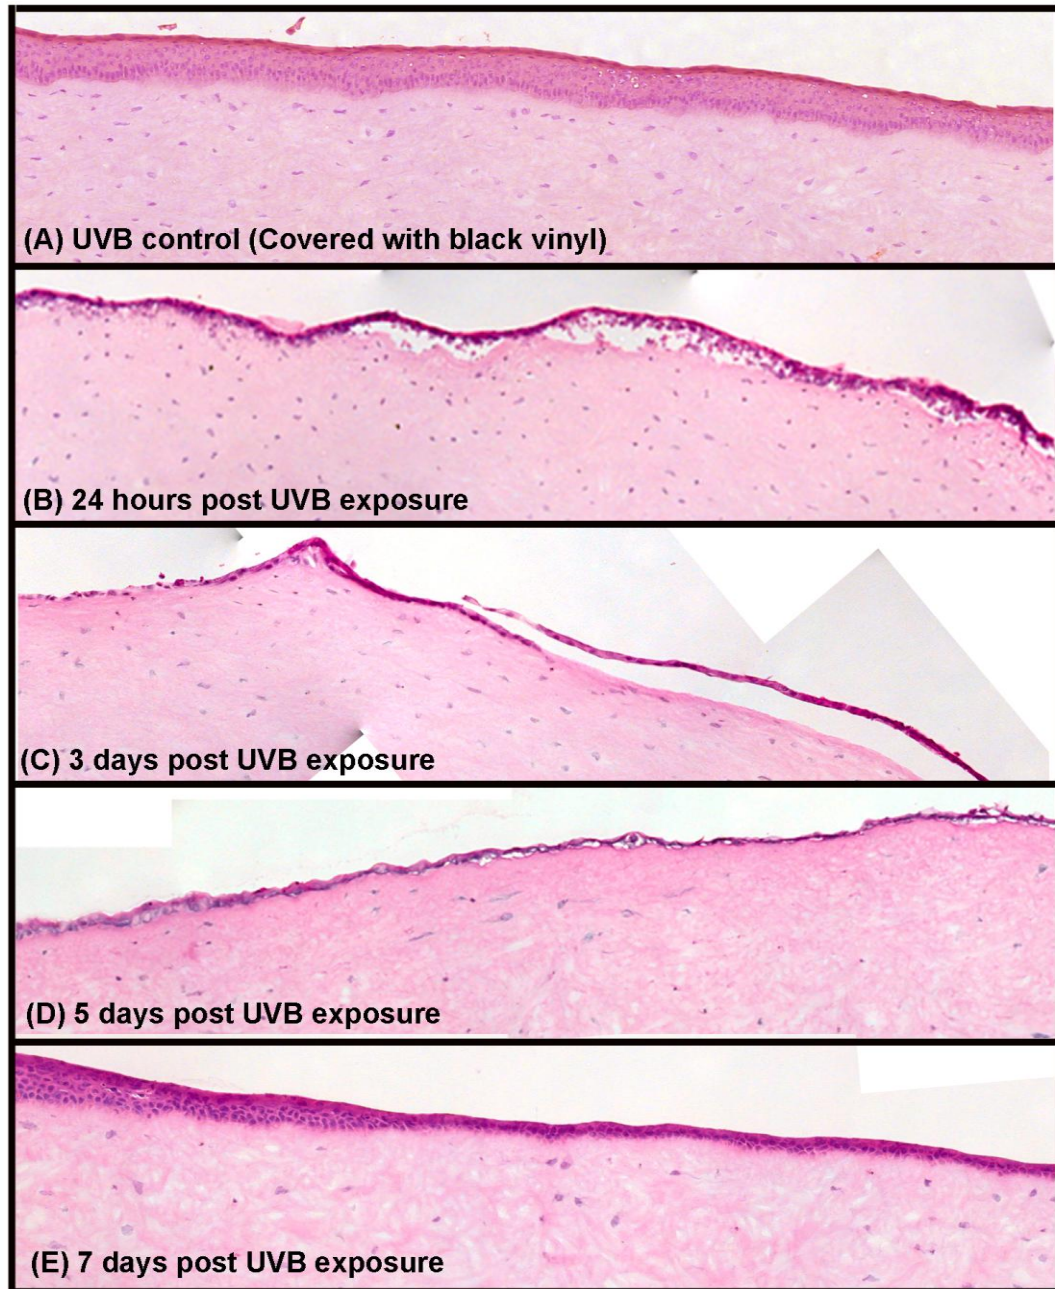 (A) UVB control (Covered with black vinyl)
(B) 24 hours post UVB exposure
(C) 3 days post UVB exposure
(D) 5 days post UVB exposure
(E) 7 days post UVB exposure